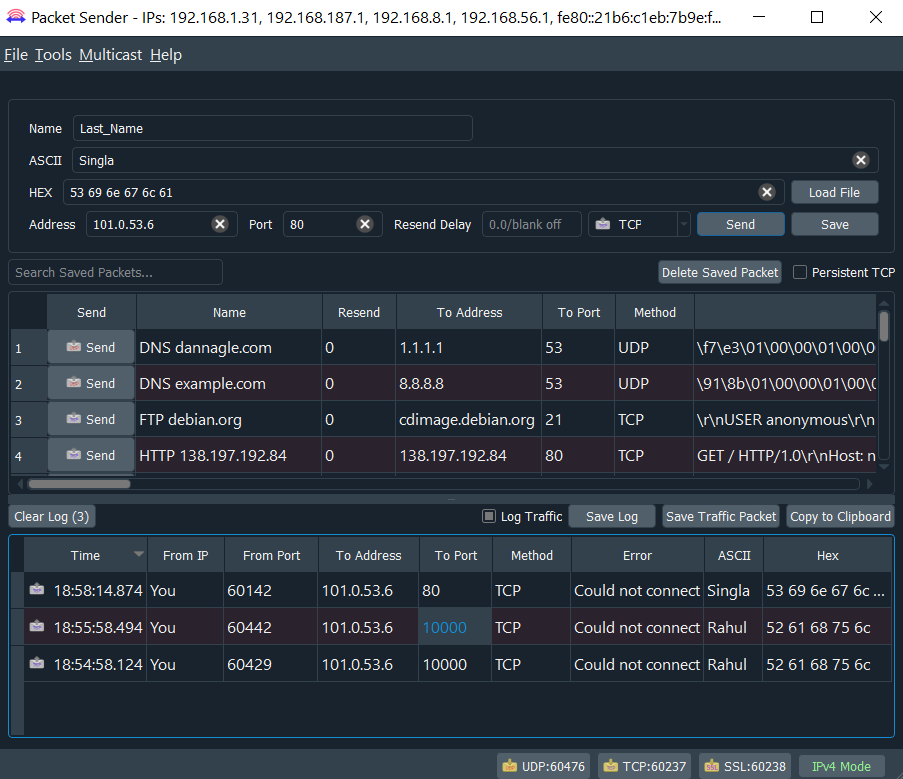 Packet Sender - IPs: 192.168.1.31, 192.168.187.1, 192.168.8.1, 192.168.56.1, fe80::21b6:c1eb:7b9e:f...
File Tools Multicast Help
Name Last_Name
ASCII Singla
HEX 53 69 6e 67 6c 61 Load File
Address 101.0.53.6 Port 80 Resend Delay 0.0/blank off TCP Send Save
Search Saved Packets... Delete Saved Packet Persistent TCP
Send Name Resend To Address To Port Method
1 Send DNS dannagle.com 0 1.1.1.1 53 UDP \f7\e3\01\00\00\01\00\0
2 Send DNS example.com 0 8.8.8.8 53 UDP \91\8b\01\00\00\01\00\0
3 Send FTP debian.org 0 cdimage.debian.org 21 TCP \r\nUSER anonymous\r\n
4 Send HTTP 138.197.192.84 0 138.197.192.84 80 TCP GET / HTTP/1.0\r\nHost: n
Clear Log (3) Log Traffic Save Log Save Traffic Packet Copy to Clipboard
Time From IP From Port To Address To Port Method Error ASCII Hex
18:58:14.874 You 60142 101.0.53.6 80 TCP Could not connect Singla 53 69 6e 67 6c ...
18:55:58.494 You 60442 101.0.53.6 10000 TCP Could not connect Rahul 52 61 68 75 6c
18:54:58.124 You 60429 101.0.53.6 10000 TCP Could not connect Rahul 52 61 68 75 6c
UDP:60476 TCP:60237 SSL:60238 IPv4 Mode